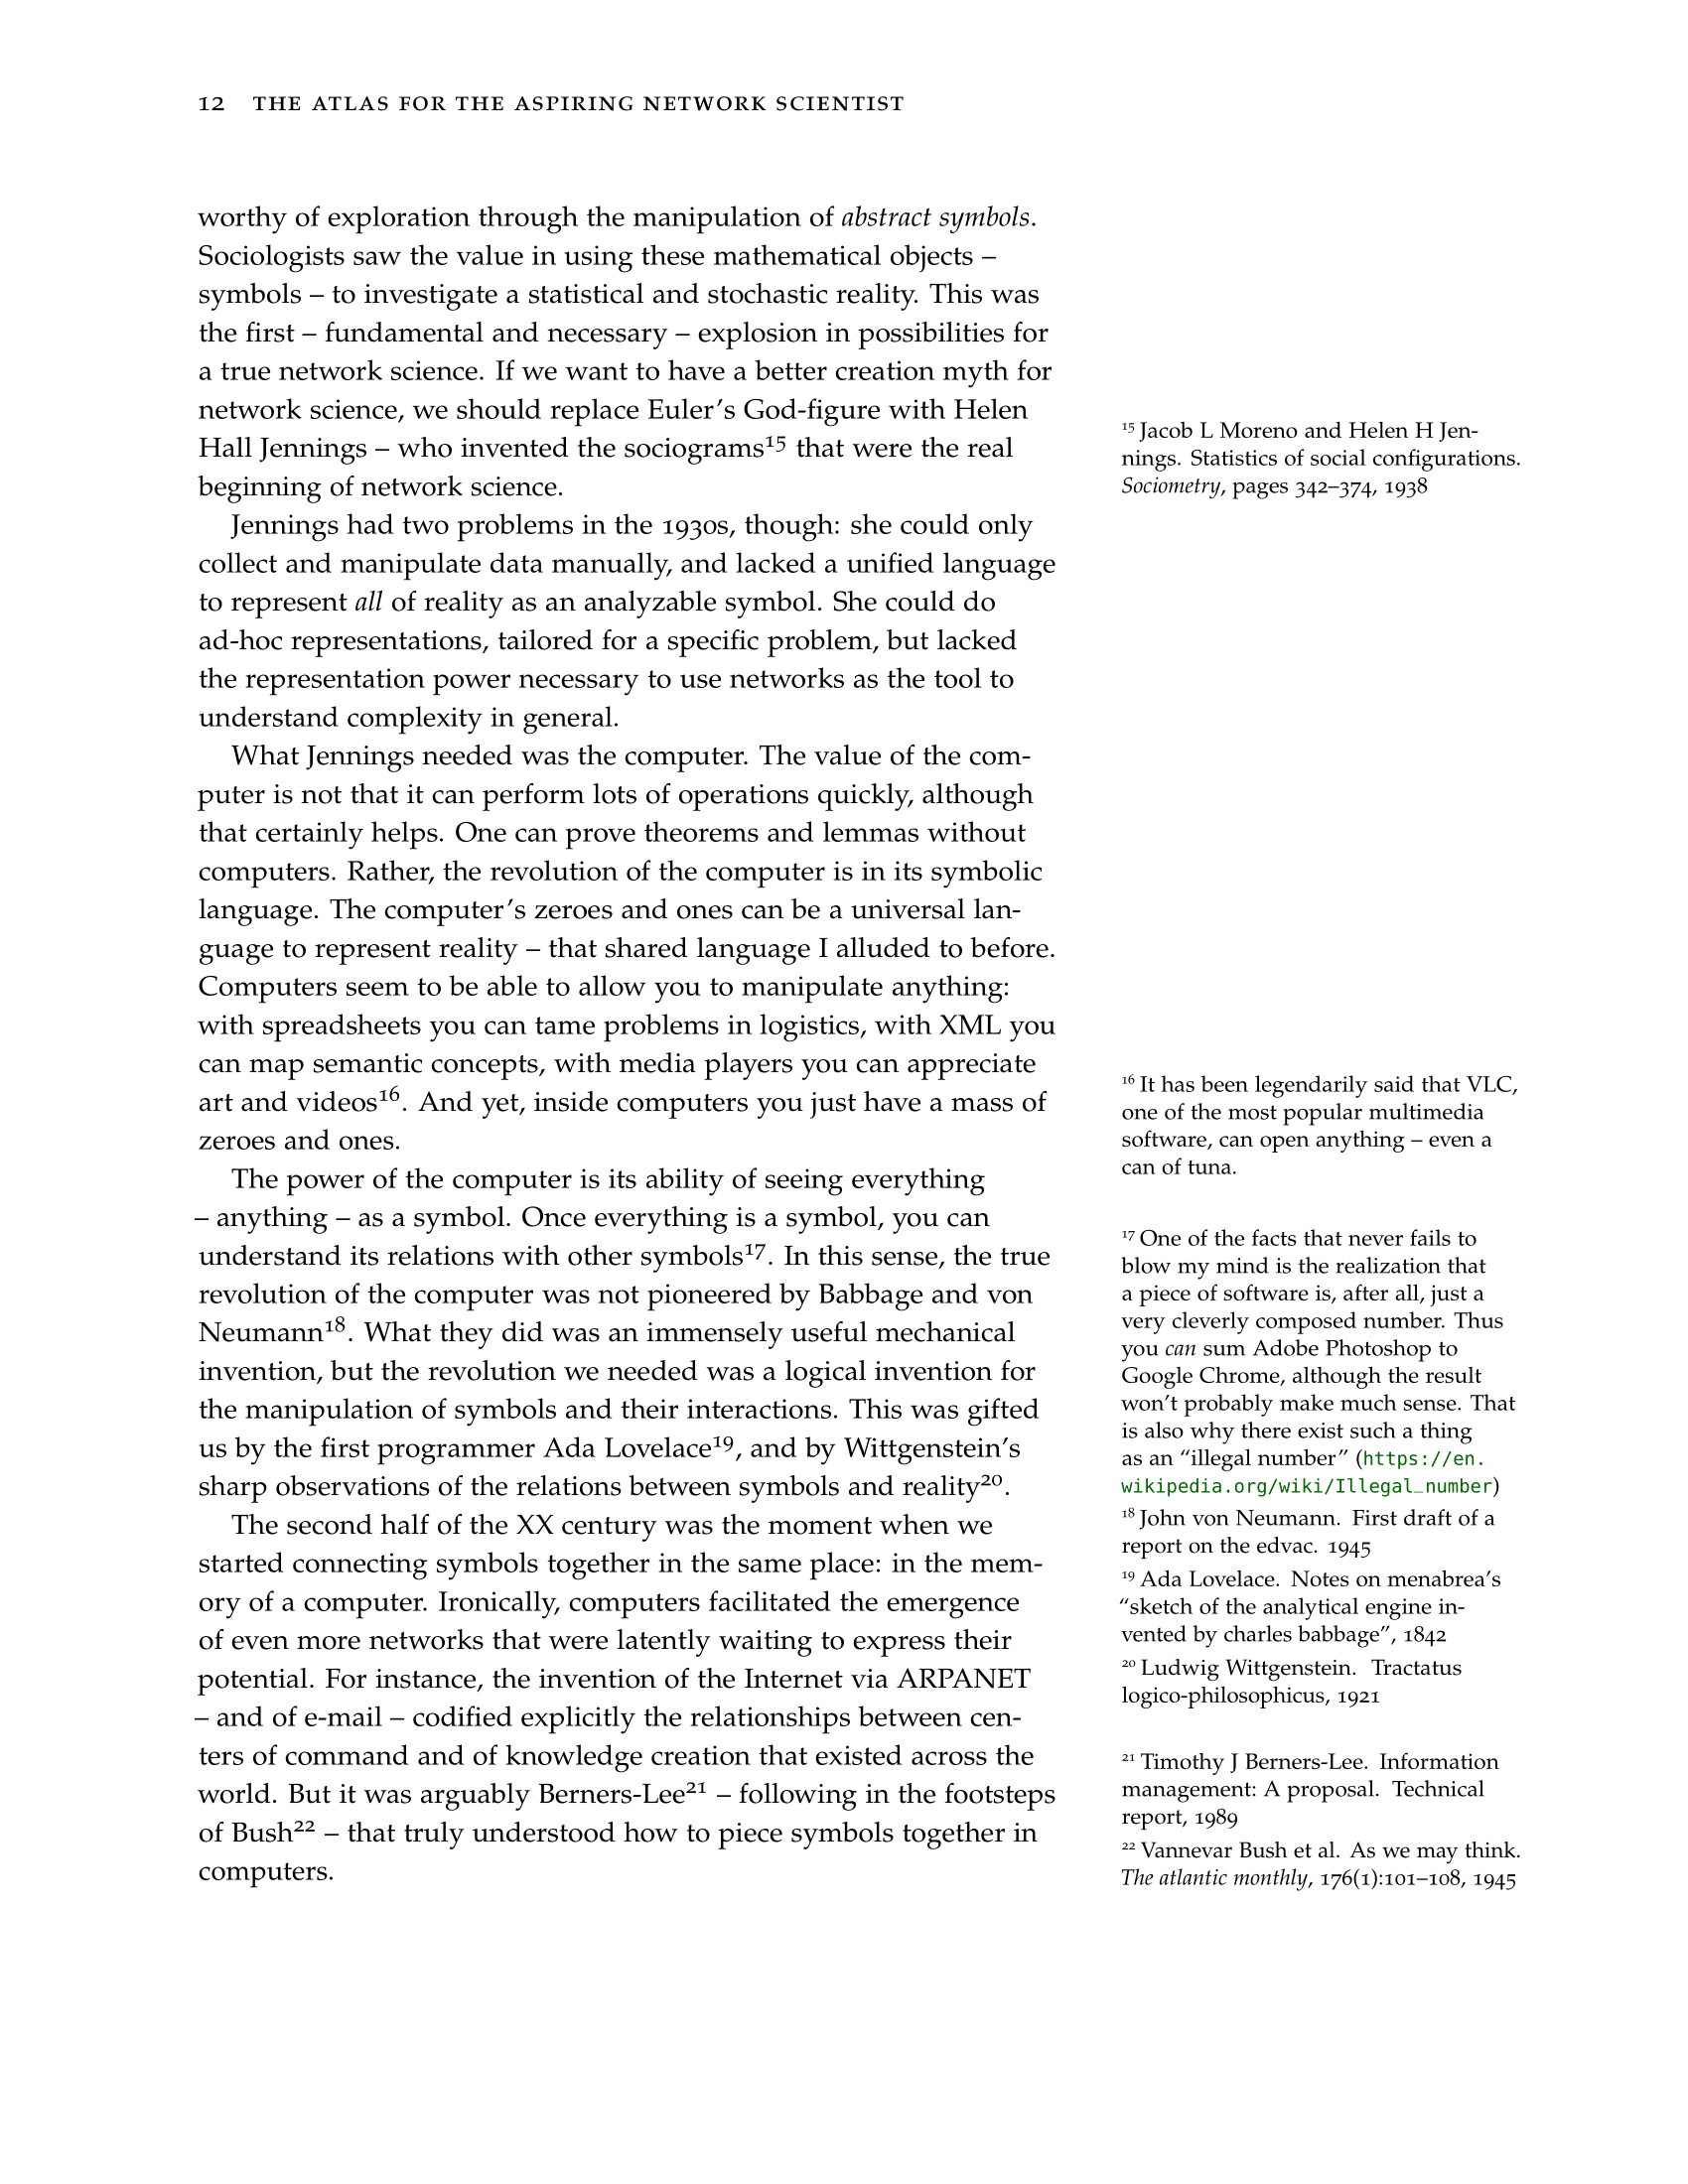 12 THE ATLAS FOR THE ASPIRING NETWORK SCIENTIST
worthy of exploration through the manipulation of abstract symbols.
Sociologists saw the value in using these mathematical objects –
symbols – to investigate a statistical and stochastic reality. This was
the first – fundamental and necessary – explosion in possibilities for
a true network science. If we want to have a better creation myth for
network science, we should replace Euler's God-figure with Helen
Hall Jennings – who invented the sociograms15 that were the real
beginning of network science.
Jennings had two problems in the 1930s, though: she could only
collect and manipulate data manually, and lacked a unified language
to represent all of reality as an analyzable symbol. She could do
ad-hoc representations, tailored for a specific problem, but lacked
the representation power necessary to use networks as the tool to
understand complexity in general.
What Jennings needed was the computer. The value of the com-
puter is not that it can perform lots of operations quickly, although
that certainly helps. One can prove theorems and lemmas without
computers. Rather, the revolution of the computer is in its symbolic
language. The computer's zeroes and ones can be a universal lan-
guage to represent reality – that shared language I alluded to before.
Computers seem to be able to allow you to manipulate anything:
with spreadsheets you can tame problems in logistics, with XML you
can map semantic concepts, with media players you can appreciate
art and videos16. And yet, inside computers you just have a mass of
zeroes and ones.
The power of the computer is its ability of seeing everything
– anything – as a symbol. Once everything is a symbol, you can
understand its relations with other symbols17. In this sense, the true
revolution of the computer was not pioneered by Babbage and von
Neumann18. What they did was an immensely useful mechanical
invention, but the revolution we needed was a logical invention for
the manipulation of symbols and their interactions. This was gifted
us by the first programmer Ada Lovelace19, and by Wittgenstein's
sharp observations of the relations between symbols and reality20.
The second half of the XX century was the moment when we
started connecting symbols together in the same place: in the mem-
ory of a computer. Ironically, computers facilitated the emergence
of even more networks that were latently waiting to express their
potential. For instance, the invention of the Internet via ARPANET
– and of e-mail – codified explicitly the relationships between cen-
ters of command and of knowledge creation that existed across the
world. But it was arguably Berners-Lee21 – following in the footsteps
of Bush22 – that truly understood how to piece symbols together in
computers.
15 Jacob L Moreno and Helen H Jen-
nings. Statistics of social configurations.
Sociometry, pages 342–374, 1938
16 It has been legendarily said that VLC,
one of the most popular multimedia
software, can open anything – even a
can of tuna.
17 One of the facts that never fails to
blow my mind is the realization that
a piece of software is, after all, just a
very cleverly composed number. Thus
you can sum Adobe Photoshop to
Google Chrome, although the result
won't probably make much sense. That
is also why there exist such a thing
as an "illegal number" (https://en.
wikipedia.org/wiki/Illegal_number)
18 John von Neumann. First draft of a
report on the edvac. 1945
19 Ada Lovelace. Notes on menabrea's
"sketch of the analytical engine in-
vented by charles babbage", 1842
20 Ludwig Wittgenstein. Tractatus
logico-philosophicus, 1921
21 Timothy J Berners-Lee. Information
management: A proposal. Technical
report, 1989
22 Vannevar Bush et al. As we may think.
The atlantic monthly, 176(1):101–108, 1945